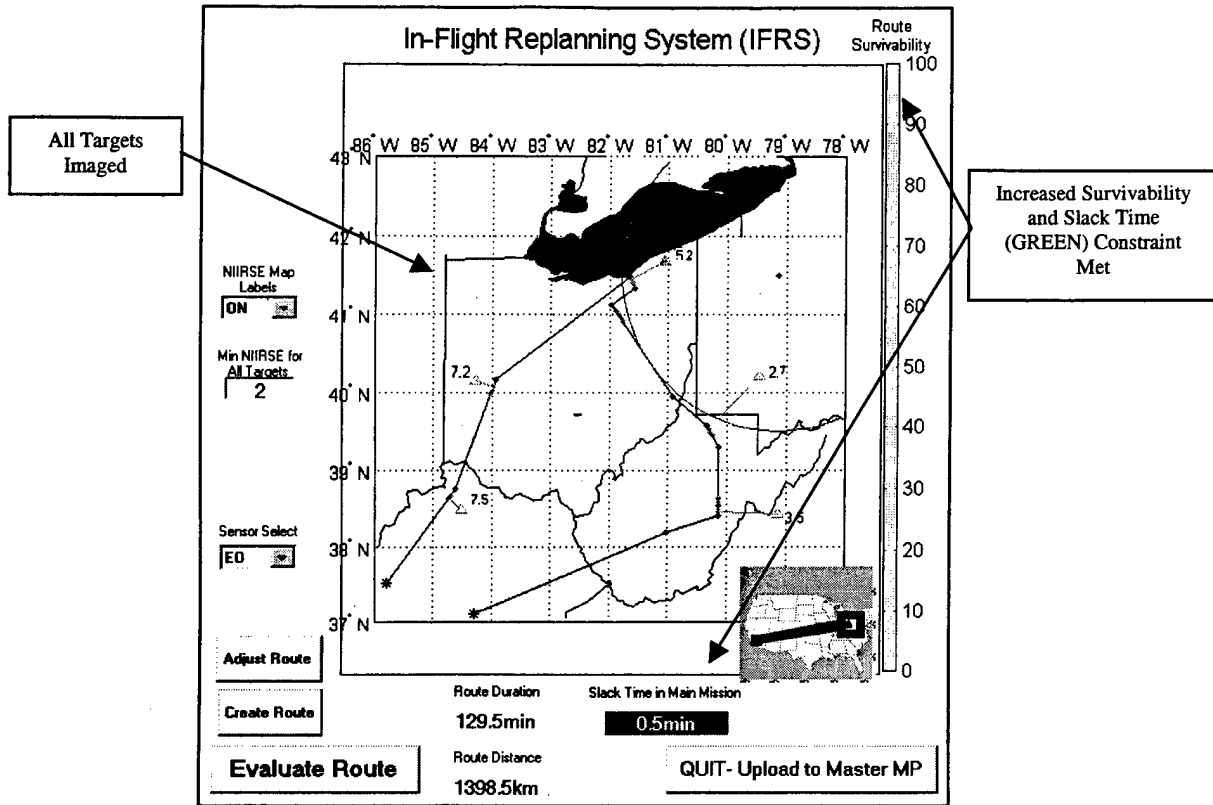 In-Flight Replanning System (IFRS)
Route
Survivability
All Targets
Imaged
Increased Survivability
and Slack Time
(GREEN) Constraint
Met
86° W 85° W 84° W 83° W 82° W 81° W 80° W 79° W 78° W
43° N
42° N
41° N
40° N
39° N
38° N
37° N
100
90
80
70
60
50
40
30
20
10
0
5.2
7.2
2.7
7.5
3.5
NIIRSE Map
Labels
ON
Min NIIRSE for
All Targets
2
Sensor Select
EO
Adjust Route
Create Route
Evaluate Route
Route Duration
129.5min
Route Distance
1398.5km
Slack Time in Main Mission
0.5min
QUIT- Upload to Master MP